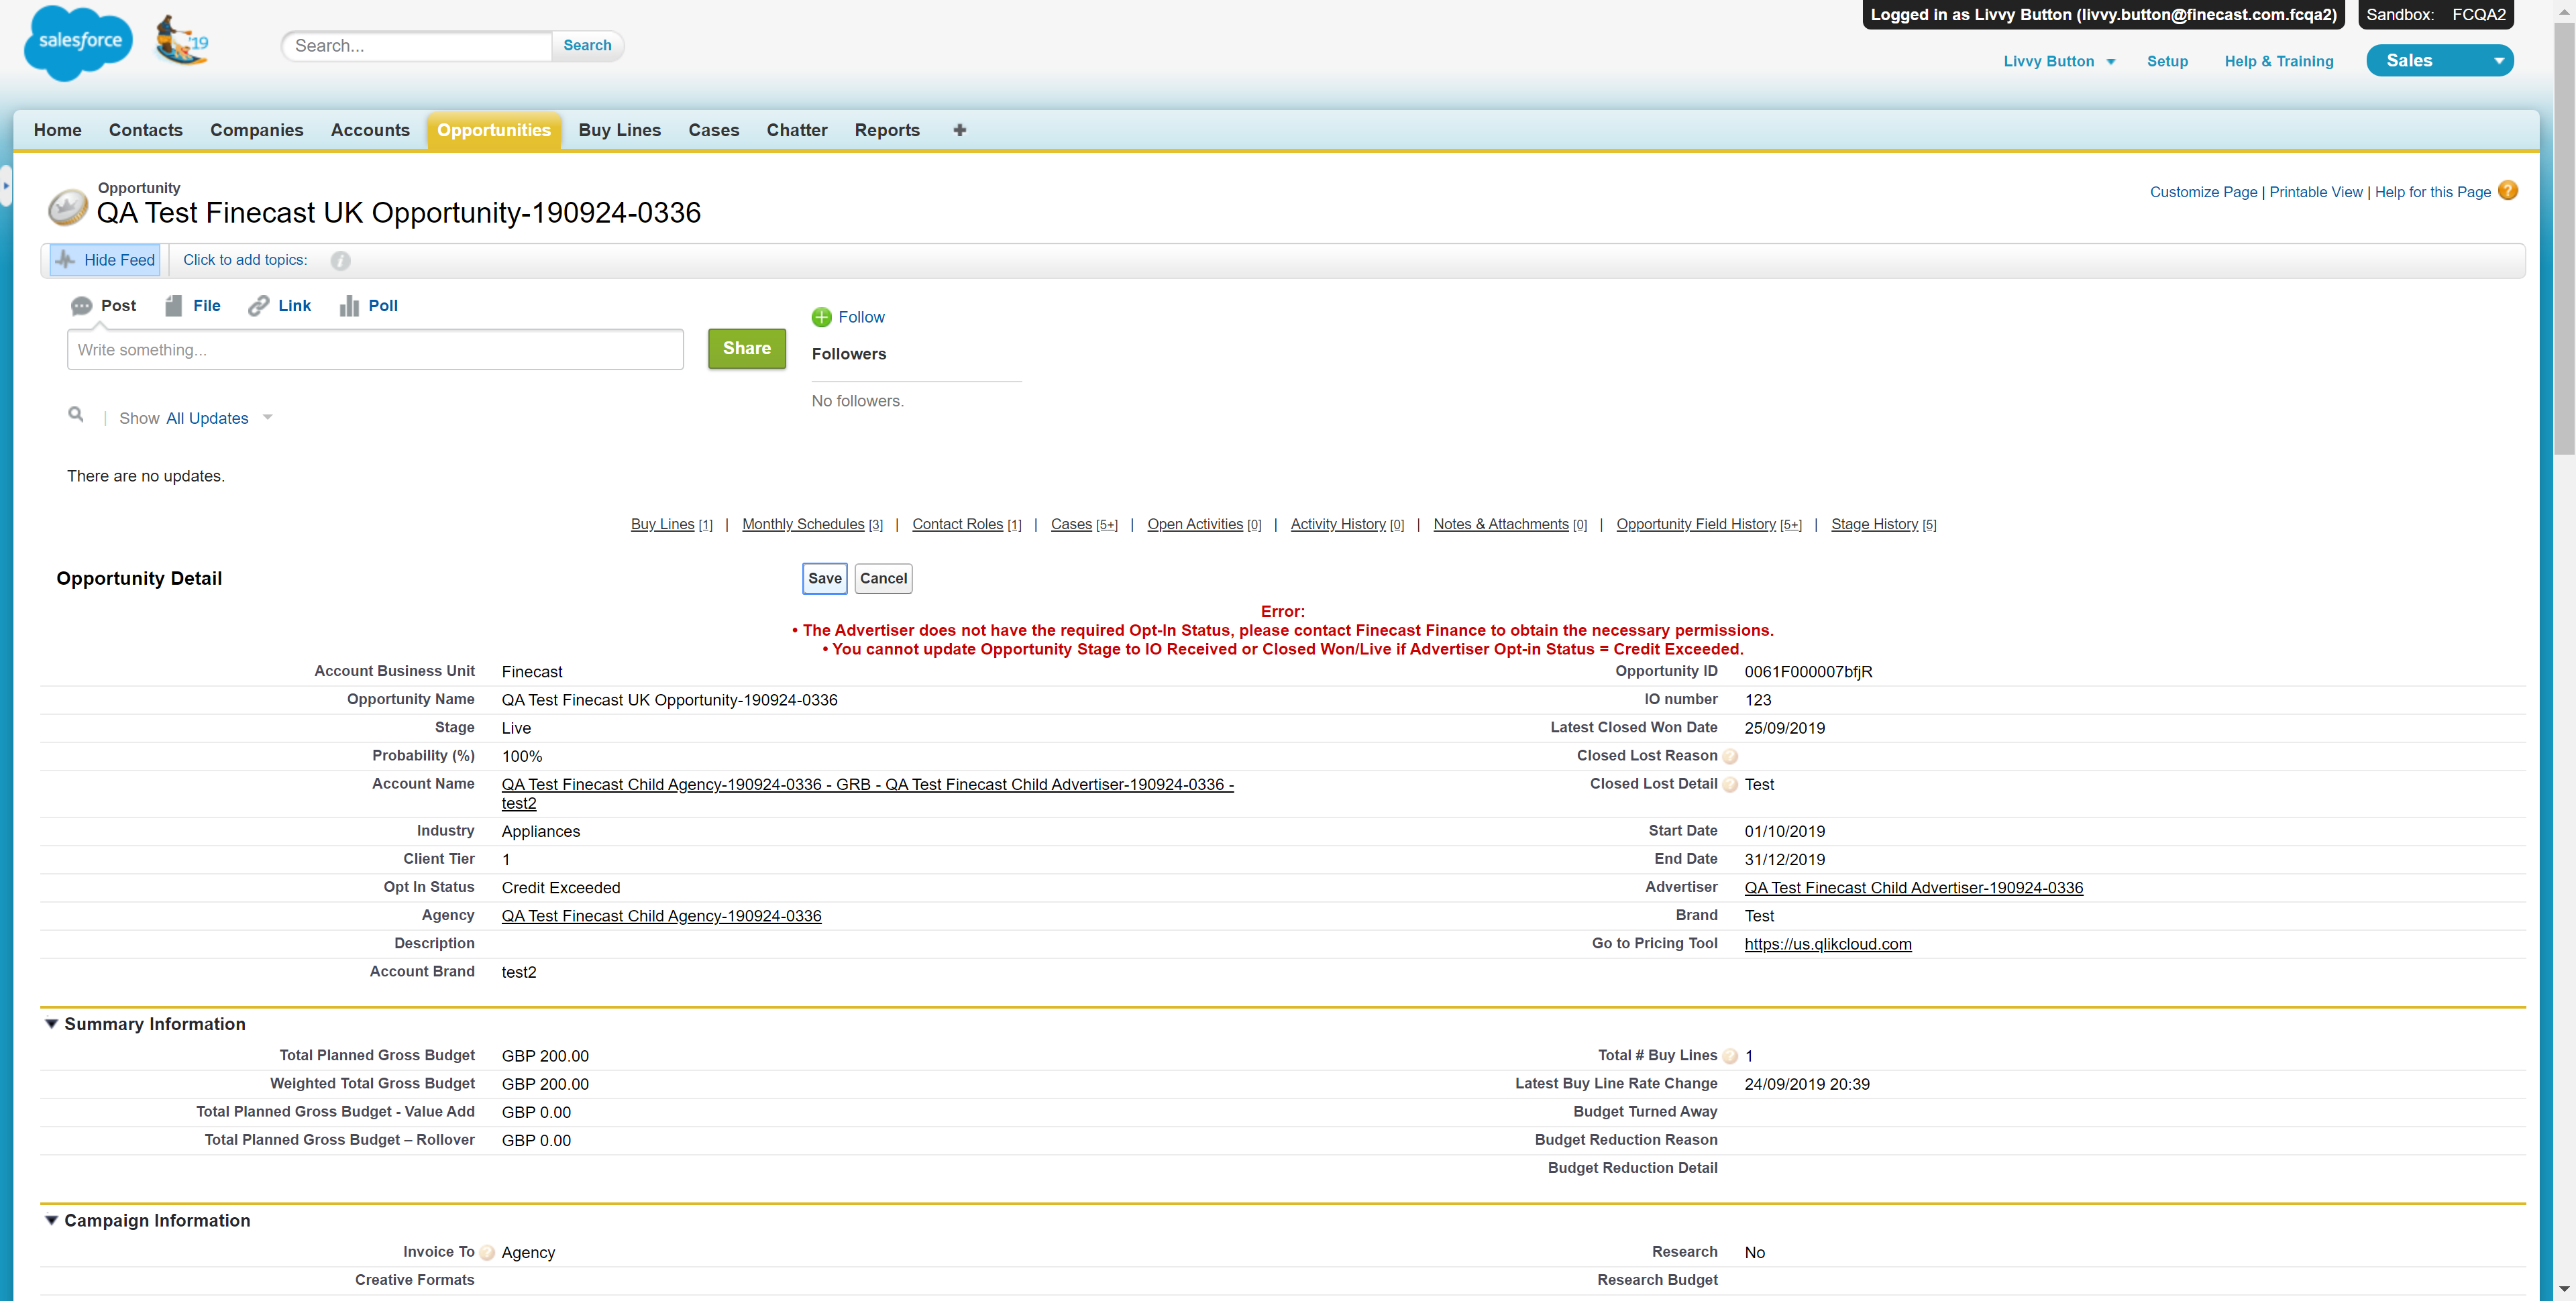 salesforce
'19
Search...
Search
Logged in as Livvy Button (livvy.button@finecast.com.fcqa2)
Sandbox: FCQA2
Livvy Button
Setup
Help & Training
Sales
Home
Contacts
Companies
Accounts
Opportunities
Buy Lines
Cases
Chatter
Reports
Opportunity
QA Test Finecast UK Opportunity-190924-0336
Customize Page | Printable View | Help for this Page ?
Hide Feed
Click to add topics: i
Post
File
Link
Poll
Write something...
Share
Follow
Followers
No followers.
| Show All Updates
There are no updates.
Buy Lines [1] | Monthly Schedules [3] | Contact Roles [1] | Cases [5+] | Open Activities [0] | Activity History [0] | Notes & Attachments [0] | Opportunity Field History [5+] | Stage History [5]
Opportunity Detail
Save
Cancel
Error:
• The Advertiser does not have the required Opt-In Status, please contact Finecast Finance to obtain the necessary permissions.
• You cannot update Opportunity Stage to IO Received or Closed Won/Live if Advertiser Opt-in Status = Credit Exceeded.
Account Business Unit Finecast
Opportunity ID 0061F000007bfjR
Opportunity Name QA Test Finecast UK Opportunity-190924-0336
IO number 123
Stage Live
Latest Closed Won Date 25/09/2019
Probability (%) 100%
Closed Lost Reason ?
Account Name QA Test Finecast Child Agency-190924-0336 - GRB - QA Test Finecast Child Advertiser-190924-0336 -
test2
Closed Lost Detail ? Test
Industry Appliances
Start Date 01/10/2019
Client Tier 1
End Date 31/12/2019
Opt In Status Credit Exceeded
Advertiser QA Test Finecast Child Advertiser-190924-0336
Agency QA Test Finecast Child Agency-190924-0336
Brand Test
Description
Go to Pricing Tool https://us.qlikcloud.com
Account Brand test2
Summary Information
Total Planned Gross Budget GBP 200.00
Total # Buy Lines ? 1
Weighted Total Gross Budget GBP 200.00
Latest Buy Line Rate Change 24/09/2019 20:39
Total Planned Gross Budget - Value Add GBP 0.00
Budget Turned Away
Total Planned Gross Budget – Rollover GBP 0.00
Budget Reduction Reason
Budget Reduction Detail
Campaign Information
Invoice To ? Agency
Research No
Creative Formats
Research Budget